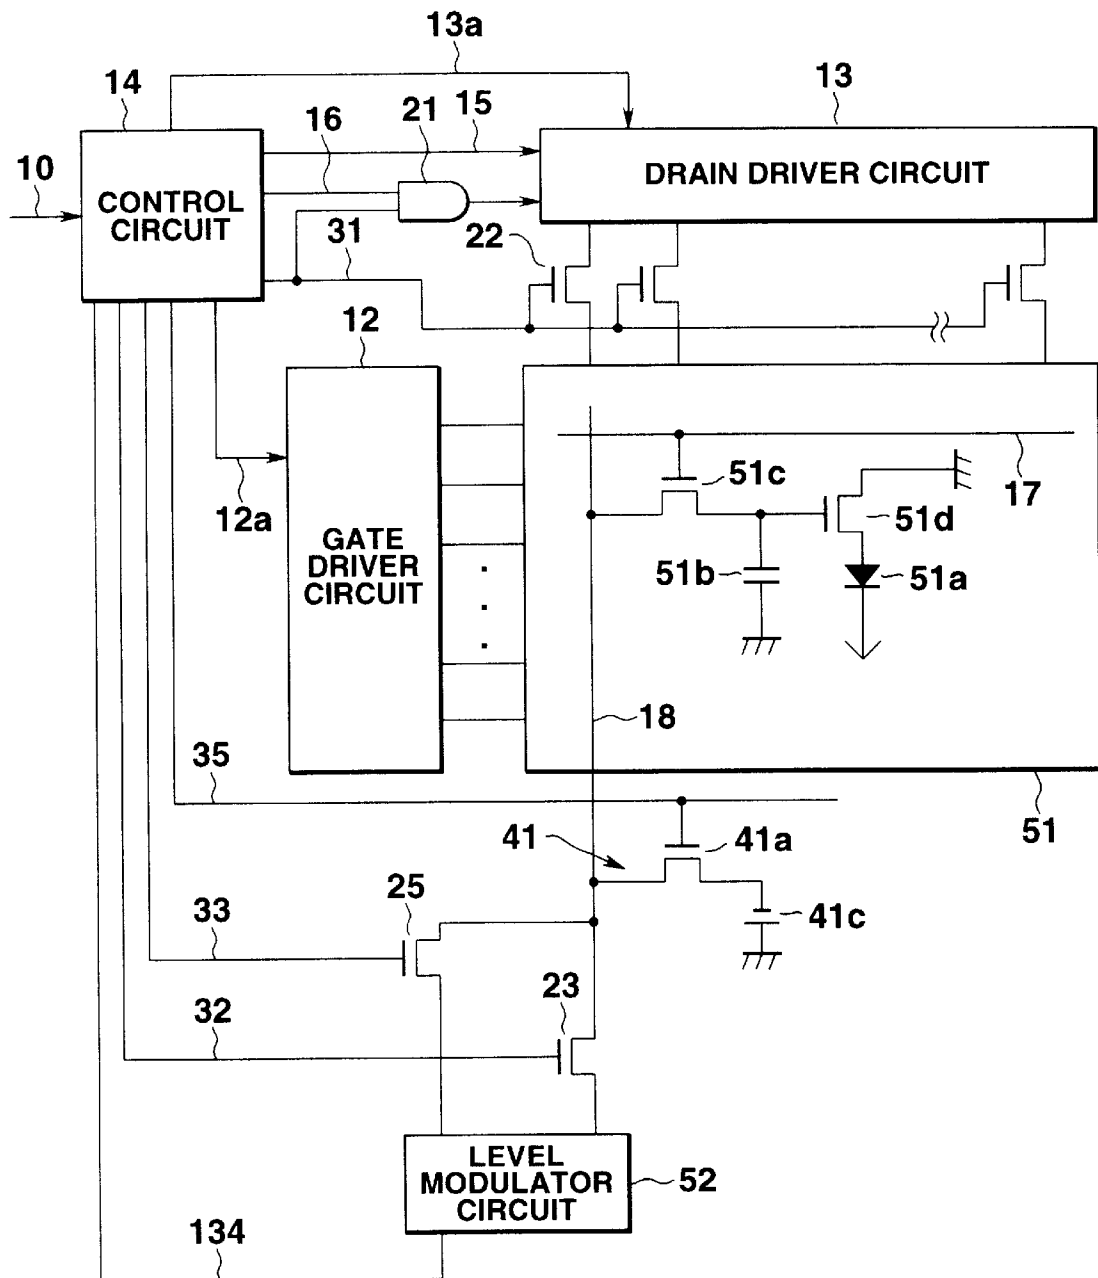 13a
14
21
13
16
15
10
CONTROL
CIRCUIT
DRAIN DRIVER CIRCUIT
31
22
12
51c
17
12a
51d
GATE
DRIVER
CIRCUIT
51b
51a
18
35
51
41
41a
25
33
41c
23
32
LEVEL
MODULATOR
CIRCUIT
52
134